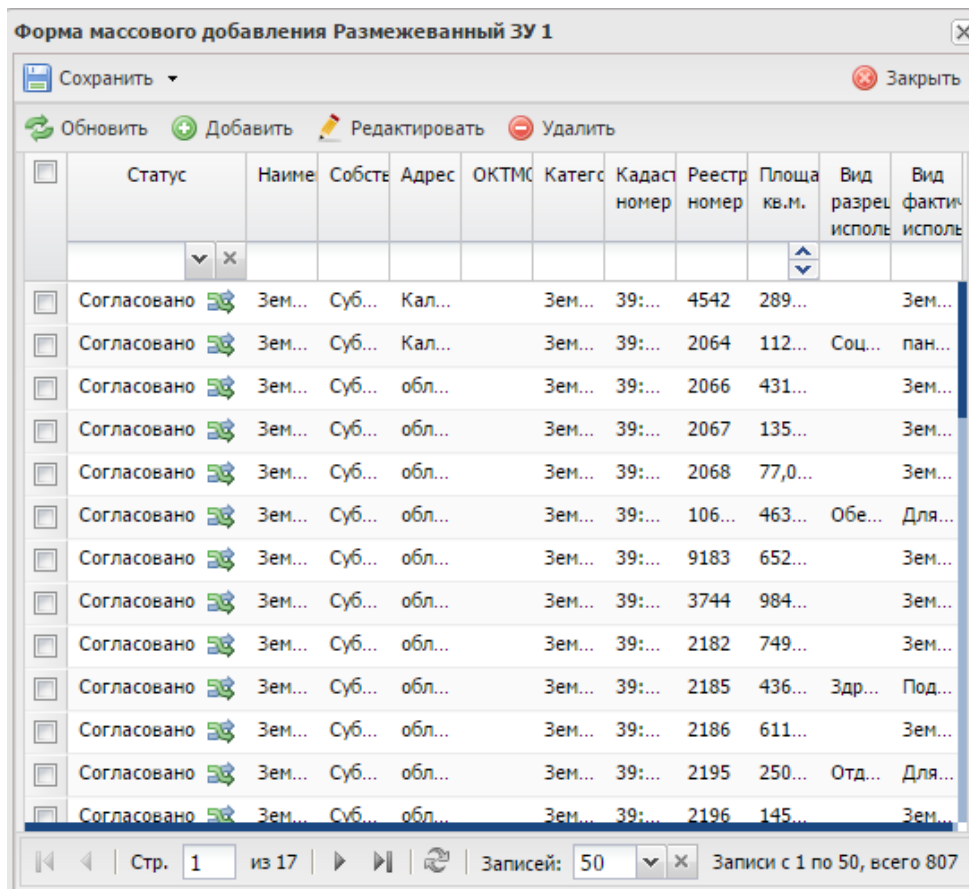 Форма массового добавления Размежеванный ЗУ 1
Сохранить Закрыть
Обновить Добавить Редактировать Удалить
Статус Наиме Собств Адрес ОКТМО Катего Кадаст номер Реестр номер Площа кв.м. Вид разрец исполь Вид фактич исполь
Согласовано Зем... Суб... Кал... Зем... 39:... 4542 289... Зем...
Согласовано Зем... Суб... Кал... Зем... 39:... 2064 112... Соц... пан...
Согласовано Зем... Суб... обл... Зем... 39:... 2066 431... Зем...
Согласовано Зем... Суб... обл... Зем... 39:... 2067 135... Зем...
Согласовано Зем... Суб... обл... Зем... 39:... 2068 77,0... Зем...
Согласовано Зем... Суб... обл... Зем... 39:... 106... 463... Обе... Для...
Согласовано Зем... Суб... обл... Зем... 39:... 9183 652... Зем...
Согласовано Зем... Суб... обл... Зем... 39:... 3744 984... Зем...
Согласовано Зем... Суб... обл... Зем... 39:... 2182 749... Зем...
Согласовано Зем... Суб... обл... Зем... 39:... 2185 436... Здр... Под...
Согласовано Зем... Суб... обл... Зем... 39:... 2186 611... Зем...
Согласовано Зем... Суб... обл... Зем... 39:... 2195 250... Отд... Для...
Согласовано Зем... Суб... обл... Зем... 39:... 2196 145... Зем...
Стр. 1 из 17 Записей: 50 Записи с 1 по 50, всего 807